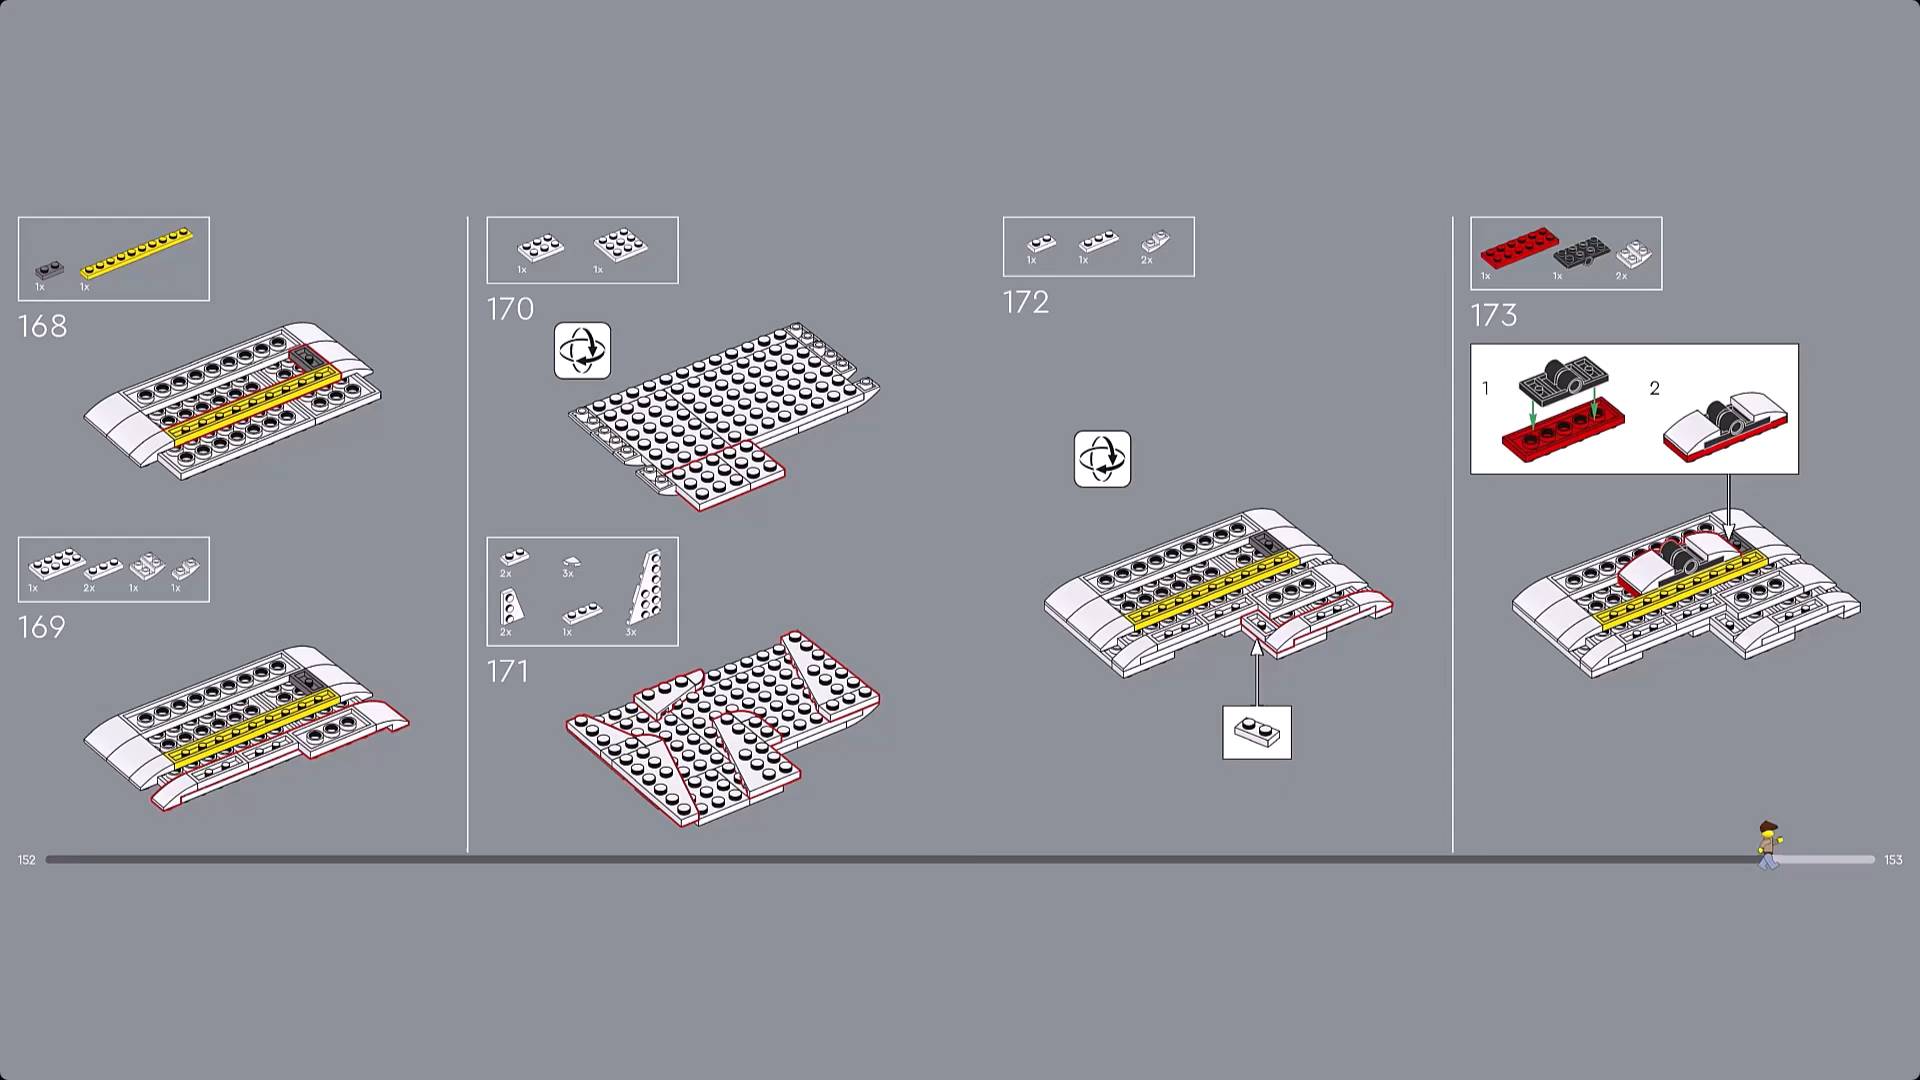 1x 1x
168
1x 2x 1x 1x
169
1x 1x
170
2x 3x
2x 1x 3x
171
1x 1x 2x
172
1x 1x 2x
173
1 2
152 153